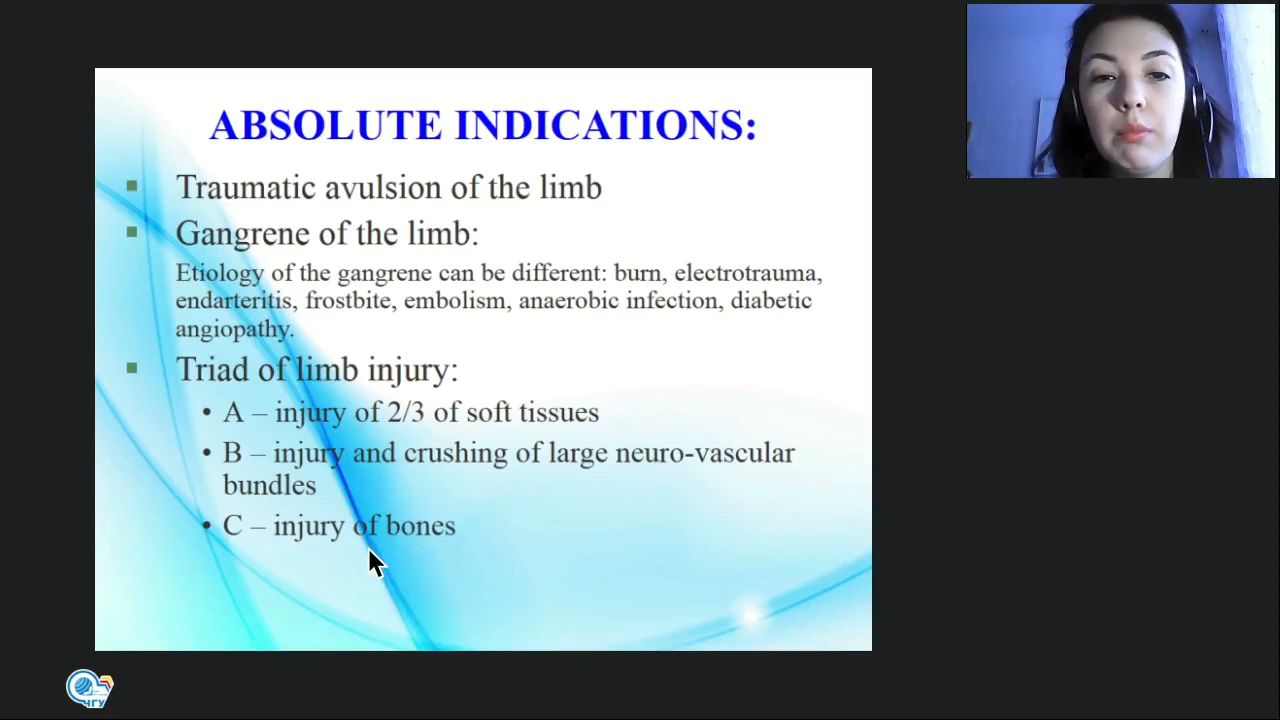 ABSOLUTE INDICATIONS:
▪ Traumatic avulsion of the limb
▪ Gangrene of the limb:
Etiology of the gangrene can be different: burn, electrotrauma,
endarteritis, frostbite, embolism, anaerobic infection, diabetic
angiopathy.
▪ Triad of limb injury:
• A – injury of 2/3 of soft tissues
• B – injury and crushing of large neuro-vascular
bundles
• C – injury of bones
ЧГУ